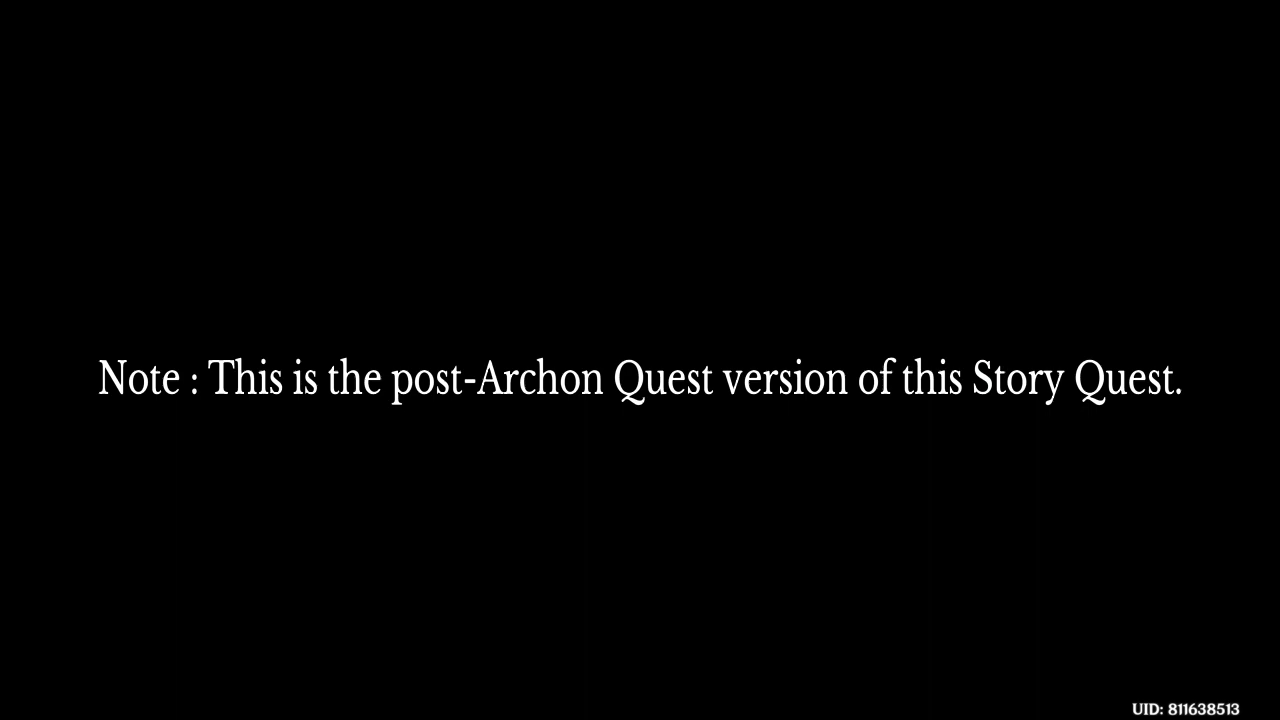 Note : This is the post-Archon Quest version of this Story Quest.
UID: 811638513